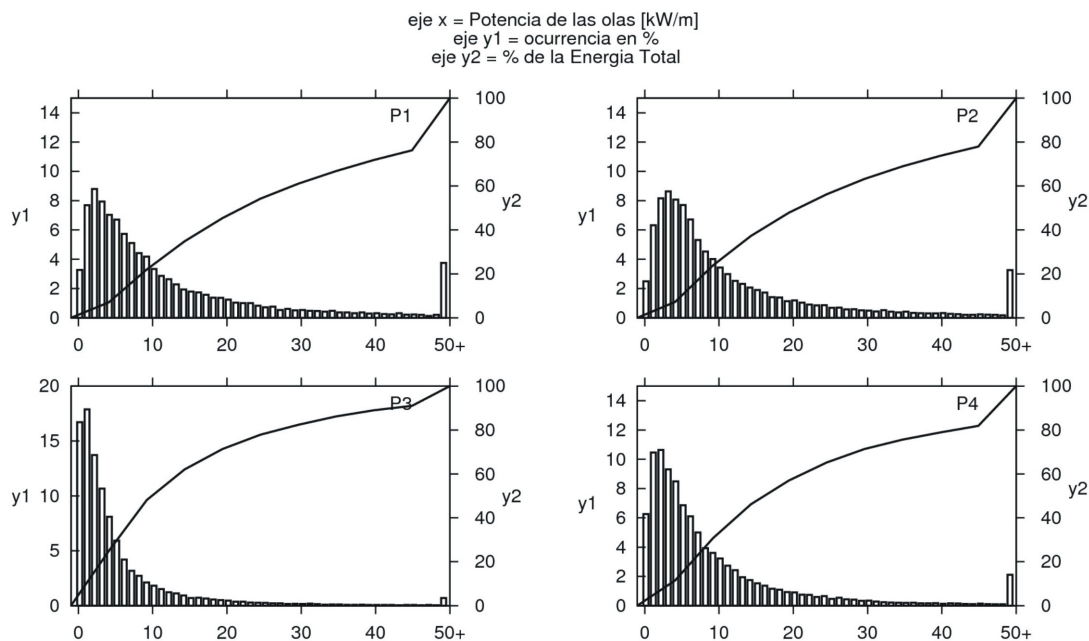 eje x = Potencia de las olas [kW/m]
eje y1 = ocurrencia en %
eje y2 = % de la Energia Total
14
12
10
8
6
4
2
0
y1
P1
100
80
60
40
20
0
y2
0 10 20 30 40 50+
14
12
10
8
6
4
2
0
y1
P2
100
80
60
40
20
0
y2
0 10 20 30 40 50+
20
15
10
5
0
y1
P3
100
80
60
40
20
0
y2
0 10 20 30 40 50+
14
12
10
8
6
4
2
0
y1
P4
100
80
60
40
20
0
y2
0 10 20 30 40 50+